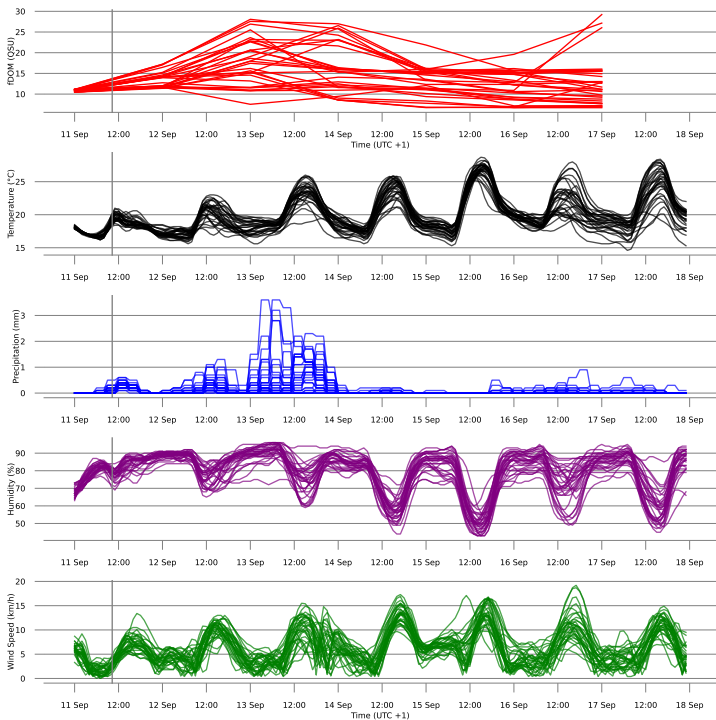 fDOM (QSU)
30
25
20
15
10
11 Sep 12:00 12 Sep 12:00 13 Sep 12:00 14 Sep 12:00 15 Sep 12:00 16 Sep 12:00 17 Sep 12:00 18 Sep
Time (UTC +1)
Temperature (°C)
25
20
15
11 Sep 12:00 12 Sep 12:00 13 Sep 12:00 14 Sep 12:00 15 Sep 12:00 16 Sep 12:00 17 Sep 12:00 18 Sep
Precipitation (mm)
3
2
1
0
11 Sep 12:00 12 Sep 12:00 13 Sep 12:00 14 Sep 12:00 15 Sep 12:00 16 Sep 12:00 17 Sep 12:00 18 Sep
Humidity (%)
90
80
70
60
50
11 Sep 12:00 12 Sep 12:00 13 Sep 12:00 14 Sep 12:00 15 Sep 12:00 16 Sep 12:00 17 Sep 12:00 18 Sep
Wind Speed (km/h)
20
15
10
5
0
11 Sep 12:00 12 Sep 12:00 13 Sep 12:00 14 Sep 12:00 15 Sep 12:00 16 Sep 12:00 17 Sep 12:00 18 Sep
Time (UTC +1)